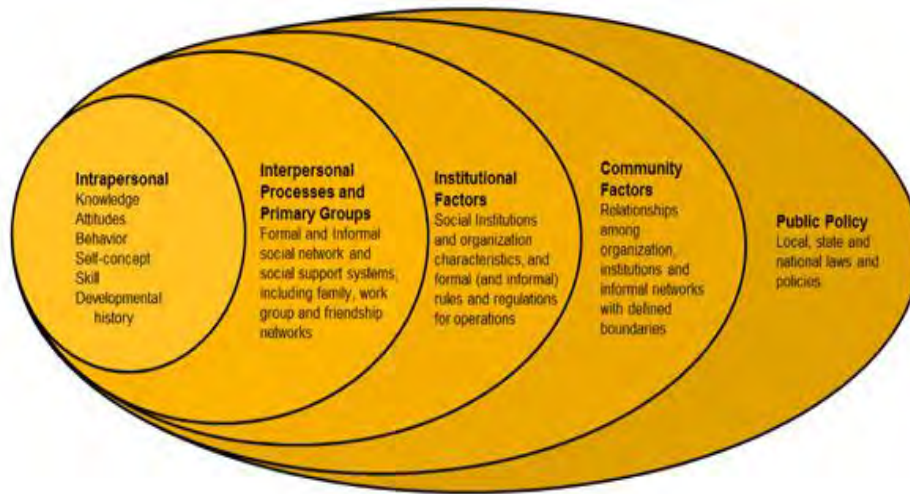 Intrapersonal
Knowledge
Attitudes
Behavior
Self-concept
Skill
Developmental
history
Interpersonal
Processes and
Primary Groups
Formal and Informal
social network and
social support systems,
including family, work
group and friendship
networks
Institutional
Factors
Social Institutions
and organization
characteristics, and
formal (and informal)
rules and regulations
for operations
Community
Factors
Relationships
among
organization,
institutions and
informal networks
with defined
boundaries
Public Policy
Local, state and
national laws and
policies